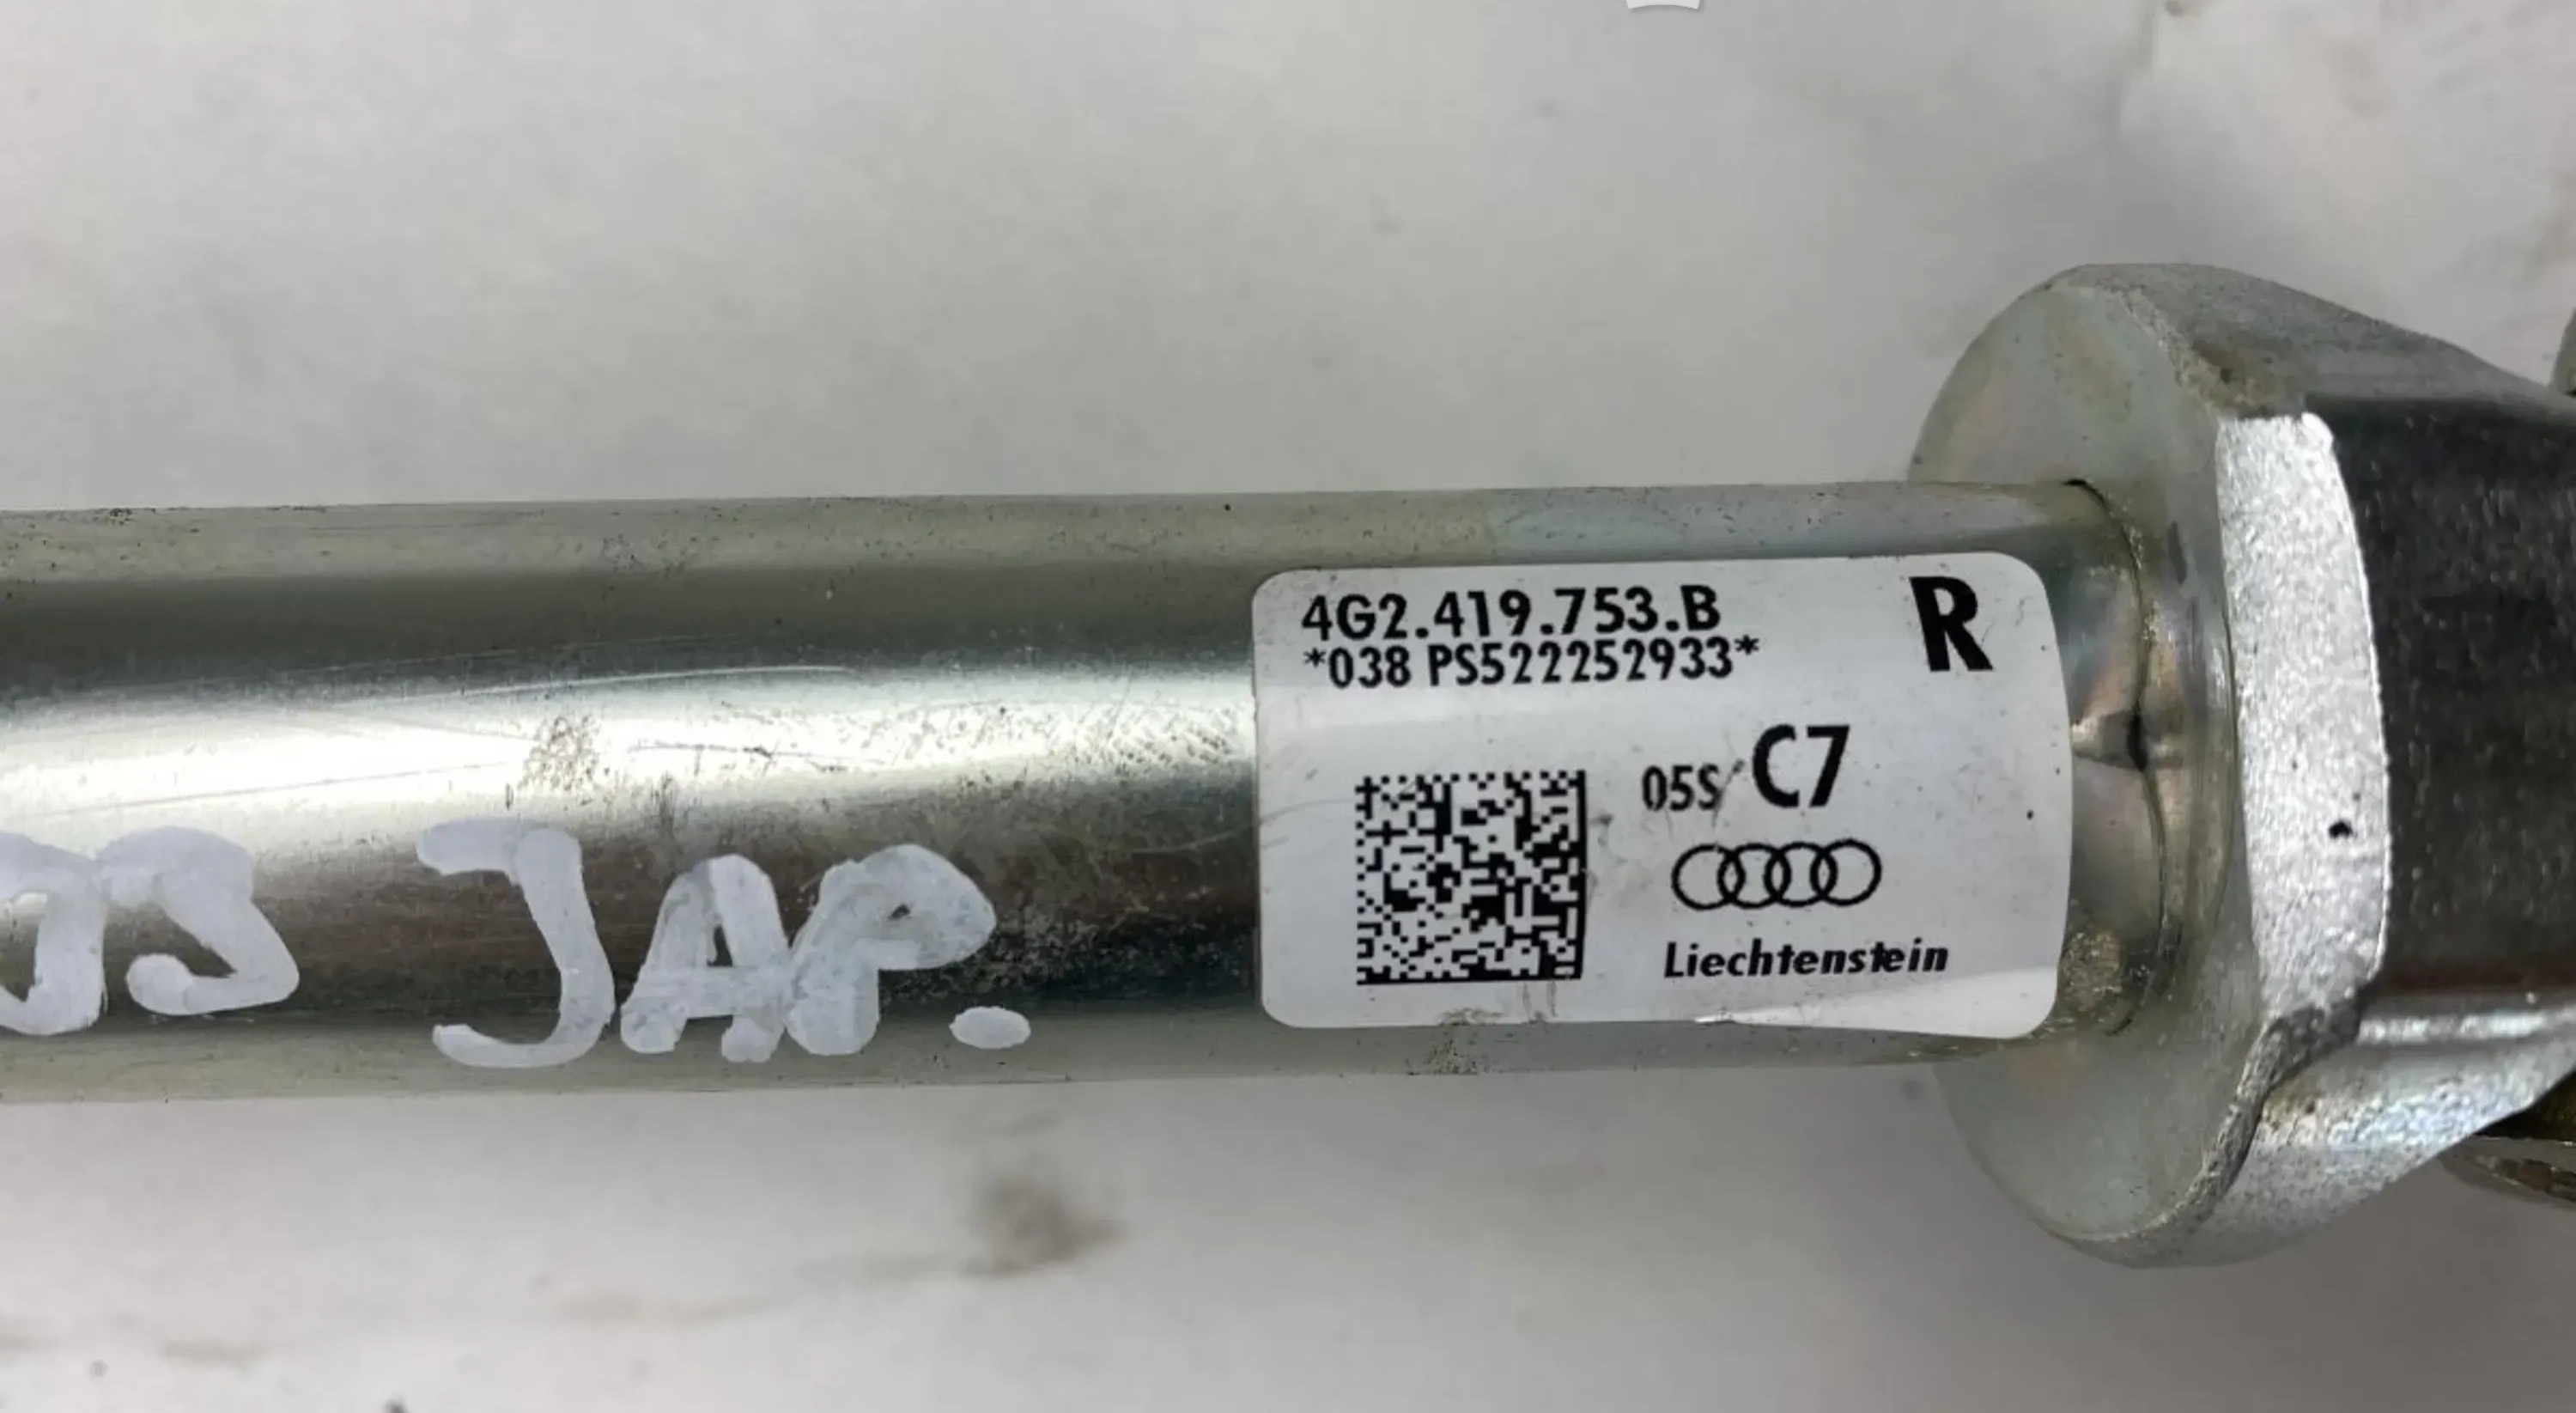 4G2.419.753.B
R
*038 PS522252933*
05S C7
Liechtenstein
JAP.